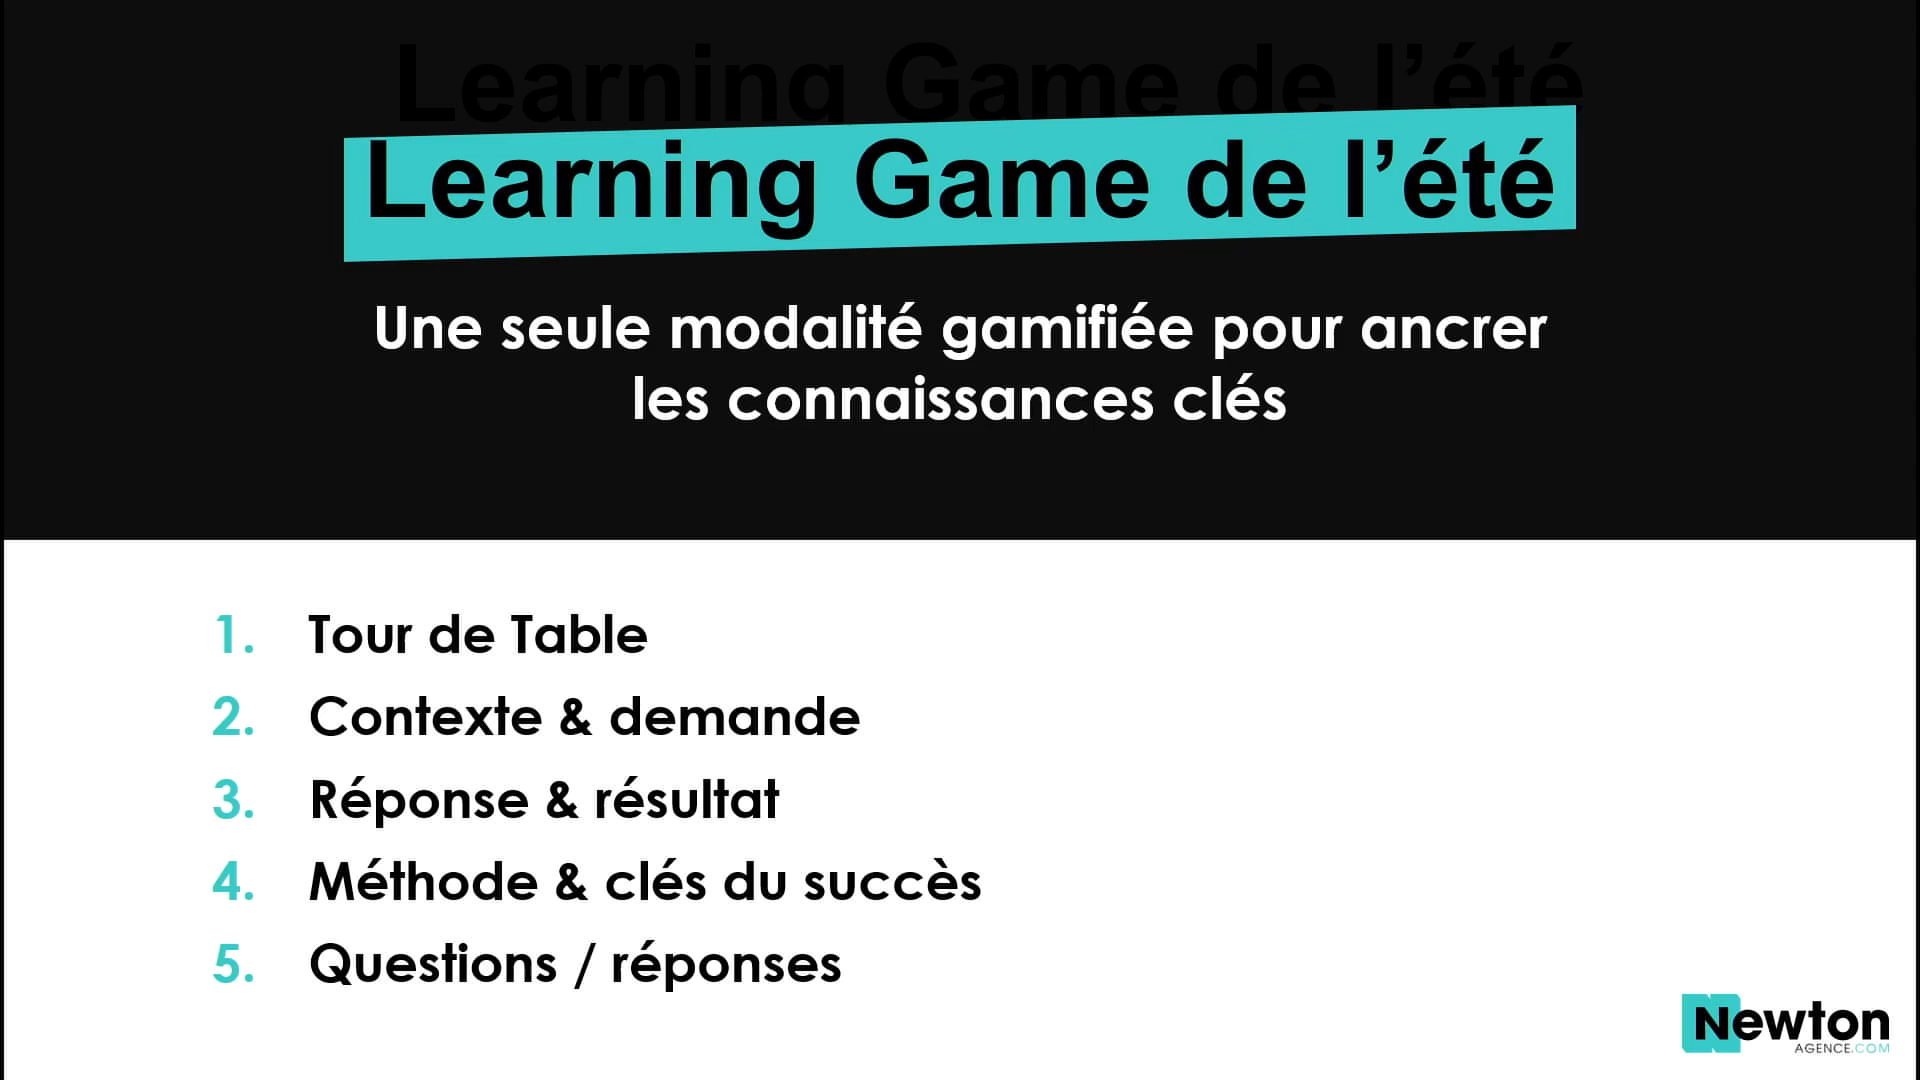 Learning Game de l’été
Learning Game de l’été
Une seule modalité gamifiée pour ancrer
les connaissances clés
1. Tour de Table
2. Contexte & demande
3. Réponse & résultat
4. Méthode & clés du succès
5. Questions / réponses
Newton
AGENCE.COM